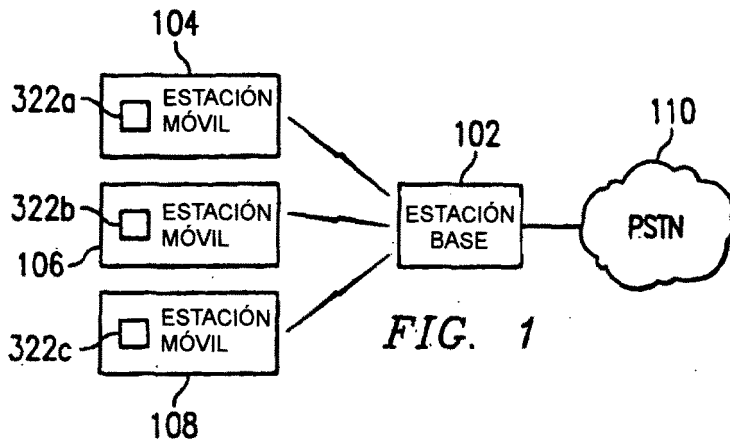 104
322a
ESTACIÓN
MÓVIL
322b
ESTACIÓN
MÓVIL
106
322c
ESTACIÓN
MÓVIL
108
102
ESTACIÓN
BASE
110
PSTN
FIG. 1